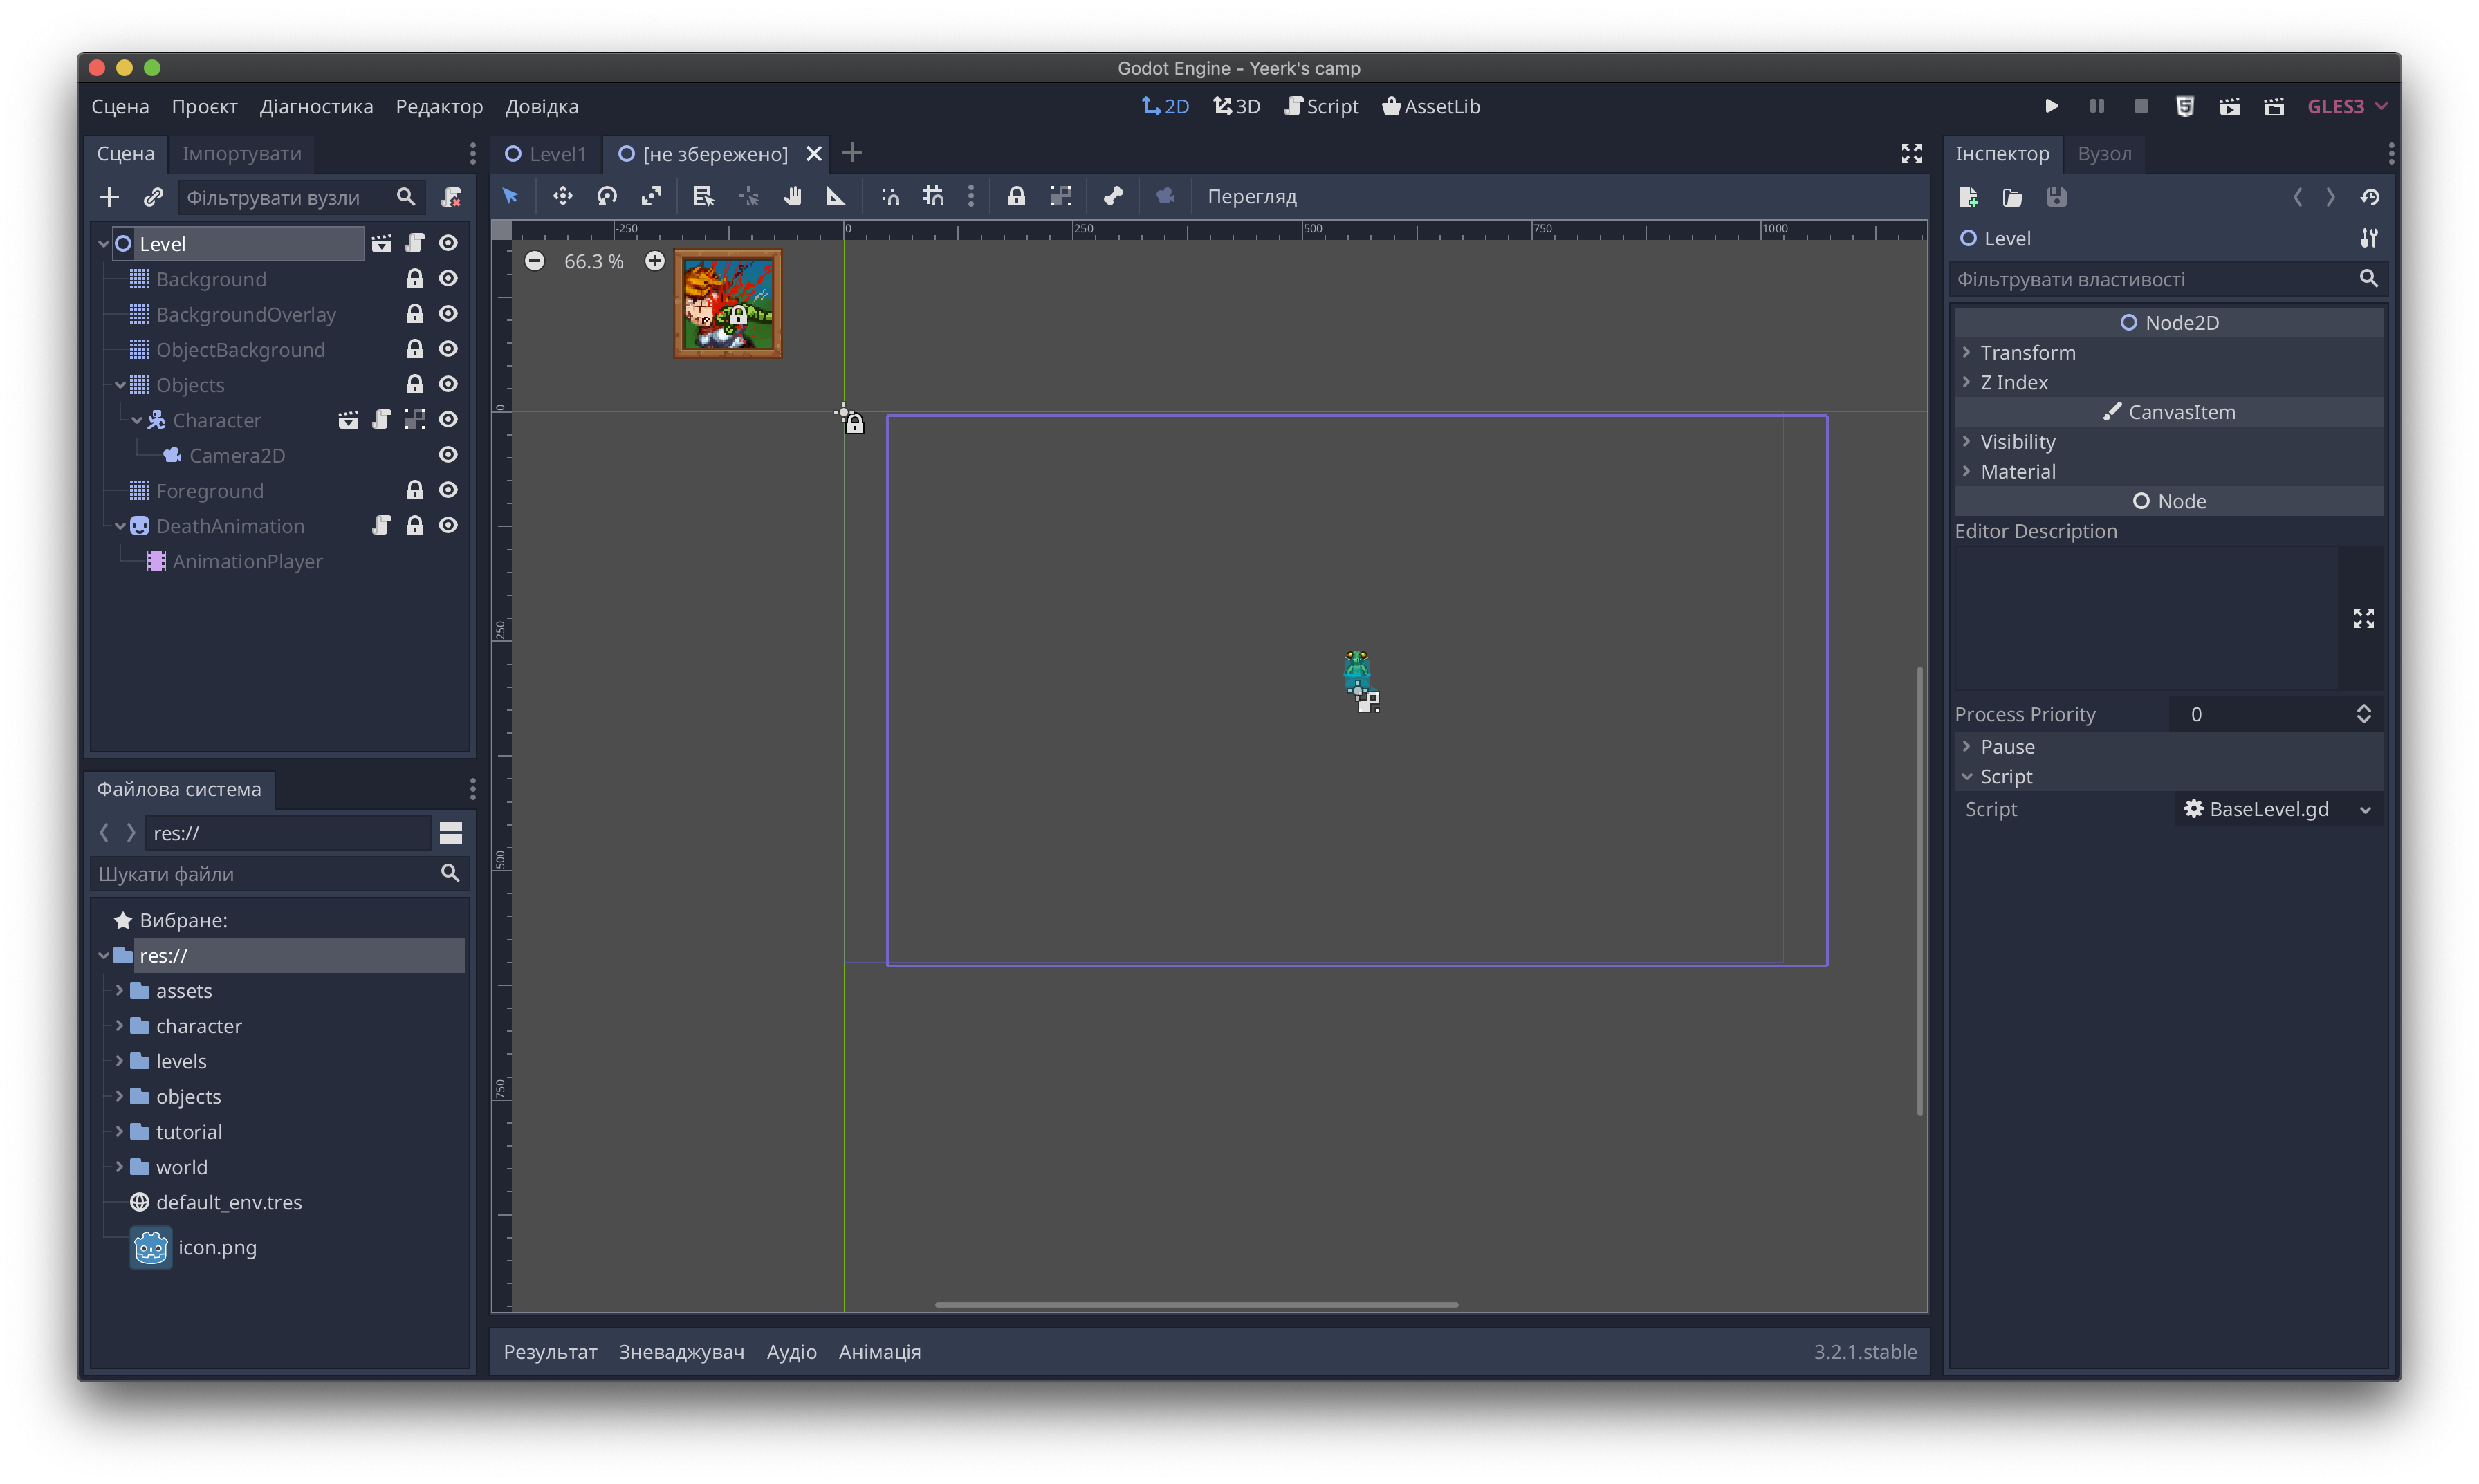 Godot Engine - Yeerk's camp
Сцена Проєкт Діагностика Редактор Довідка 2D 3D Script AssetLib GLES3
Сцена Імпортувати
Фільтрувати вузли
Level
Background
BackgroundOverlay
ObjectBackground
Objects
Character
Camera2D
Foreground
DeathAnimation
AnimationPlayer
Файлова система
res://
Шукати файли
Вибране:
res://
assets
character
levels
objects
tutorial
world
default_env.tres
icon.png
Level1 [не збережено]
Перегляд
-250 0 250 500 750 1000
66.3 %
0
250
500
750
Результат Зневаджувач Аудіо Анімація 3.2.1.stable
Інспектор Вузол
Level
Фільтрувати властивості
Node2D
Transform
Z Index
CanvasItem
Visibility
Material
Node
Editor Description
Process Priority 0
Pause
Script
Script BaseLevel.gd